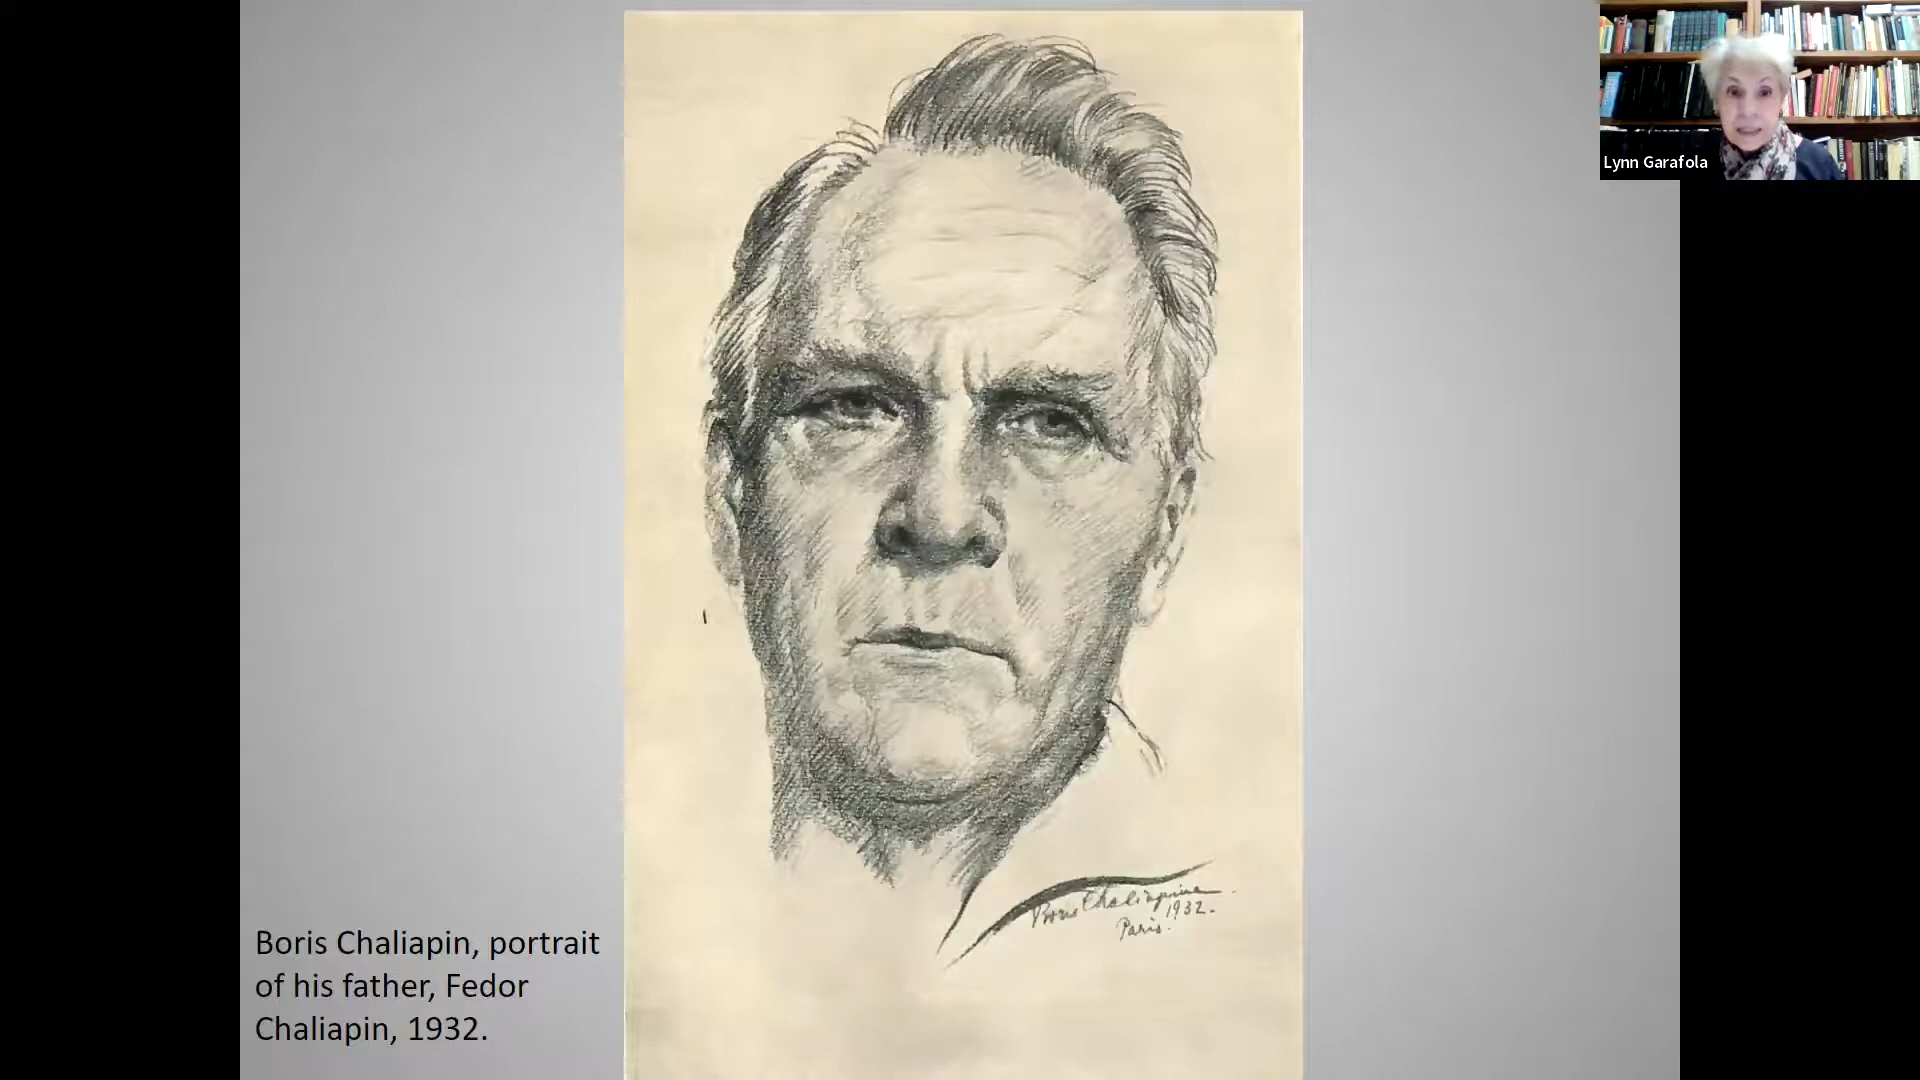 Lynn Garafola
Boris Chaliapine
1932.
Paris.
Boris Chaliapin, portrait
of his father, Fedor
Chaliapin, 1932.